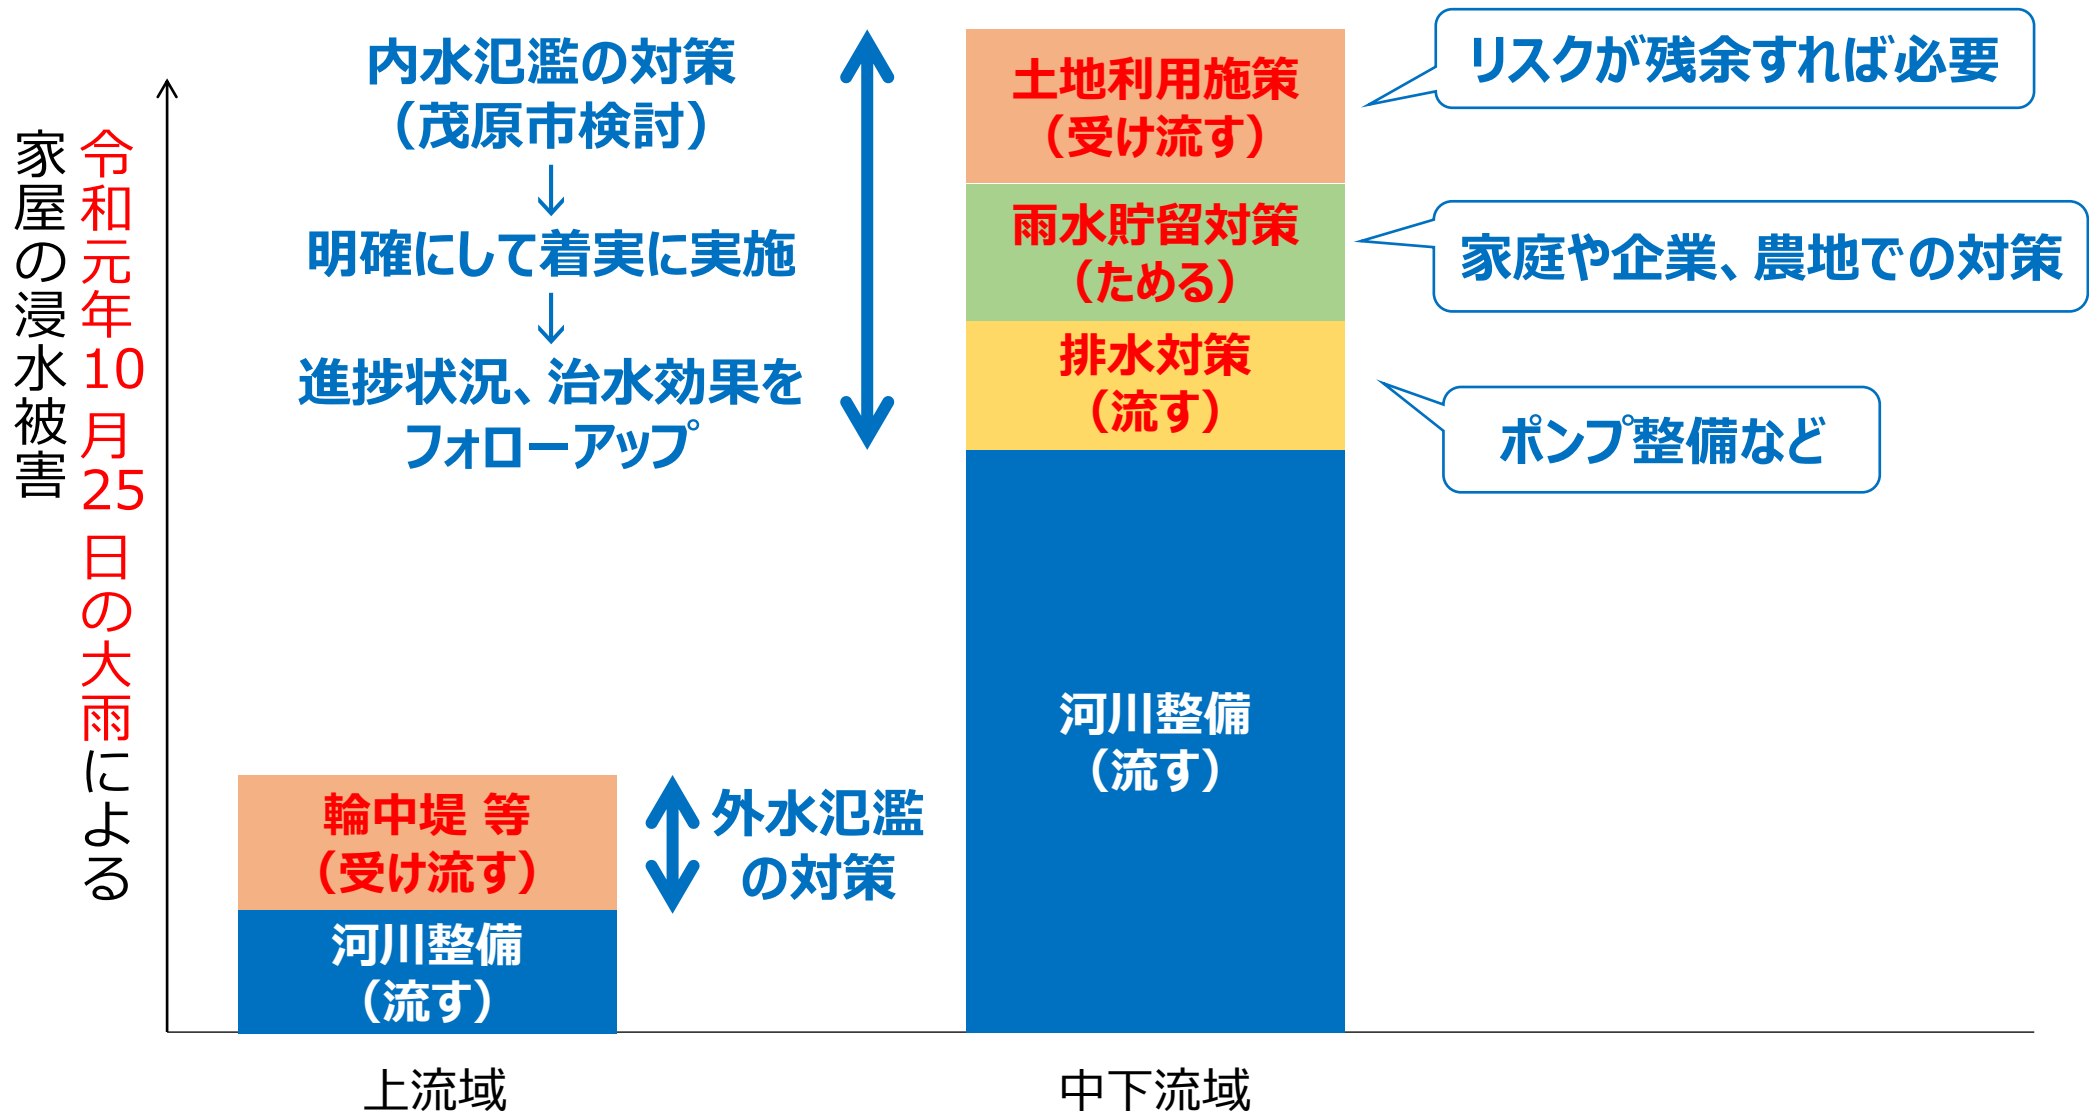 令和元年10月25日の大雨による
家屋の浸水被害
内水氾濫の対策
（茂原市検討）
↓
明確にして着実に実施
↓
進捗状況、治水効果を
フォローアップ
土地利用施策
（受け流す）
雨水貯留対策
（ためる）
排水対策
（流す）
河川整備
（流す）
リスクが残余すれば必要
家庭や企業、農地での対策
ポンプ整備など
輪中堤 等
（受け流す）
河川整備
（流す）
外水氾濫
の対策
上流域
中下流域